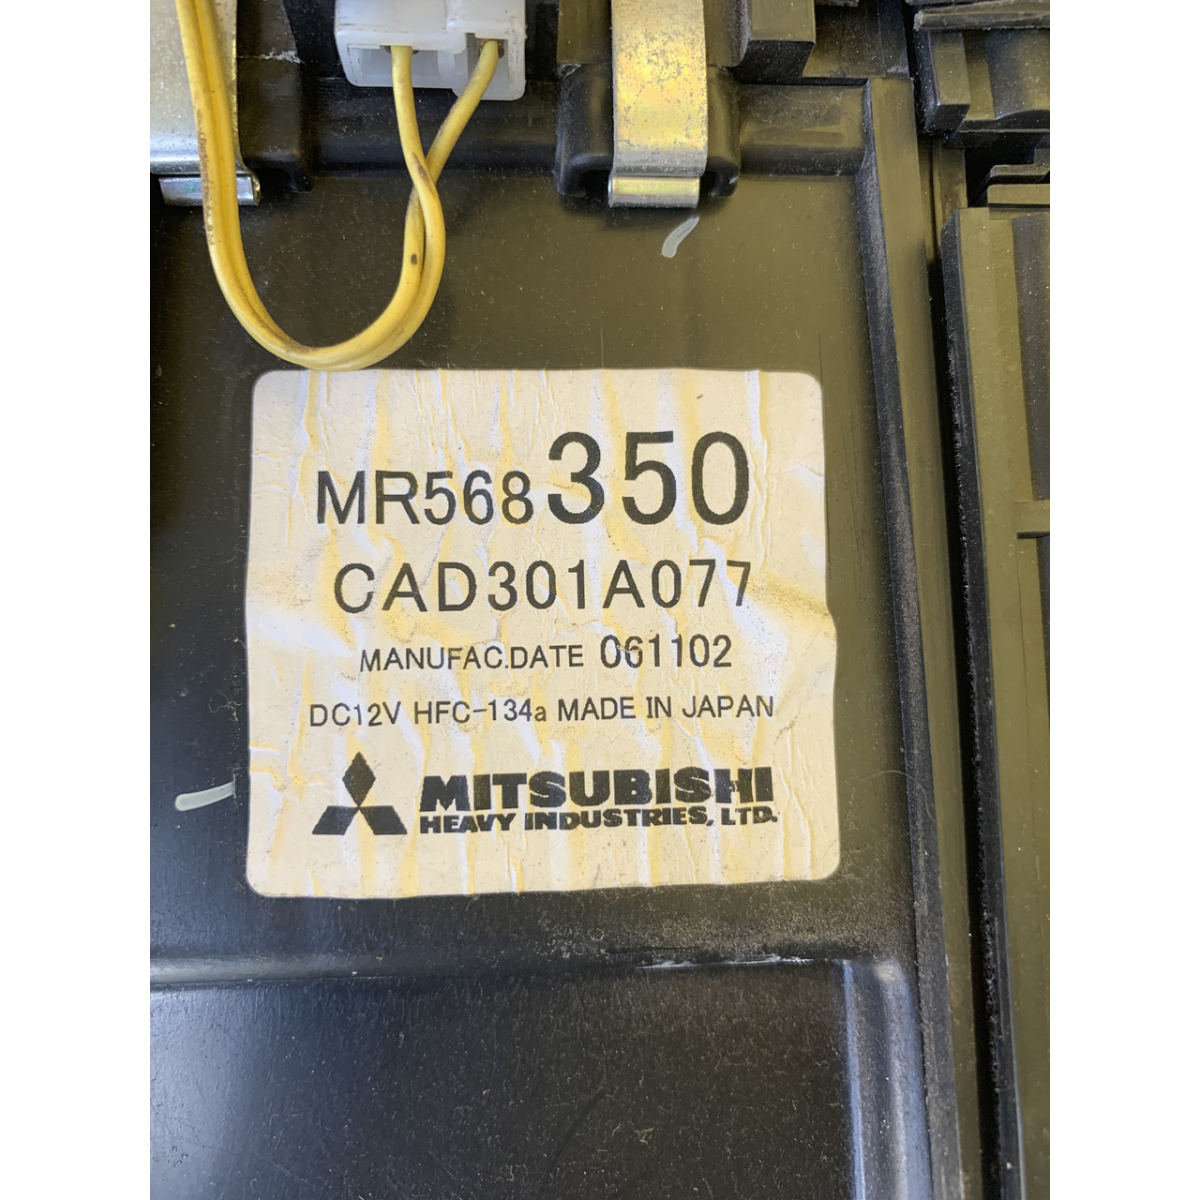 MR568350
CAD301A077
MANUFAC.DATE 061102
DC12V HFC-134a MADE IN JAPAN
MITSUBISHI
HEAVY INDUSTRIES, LTD.